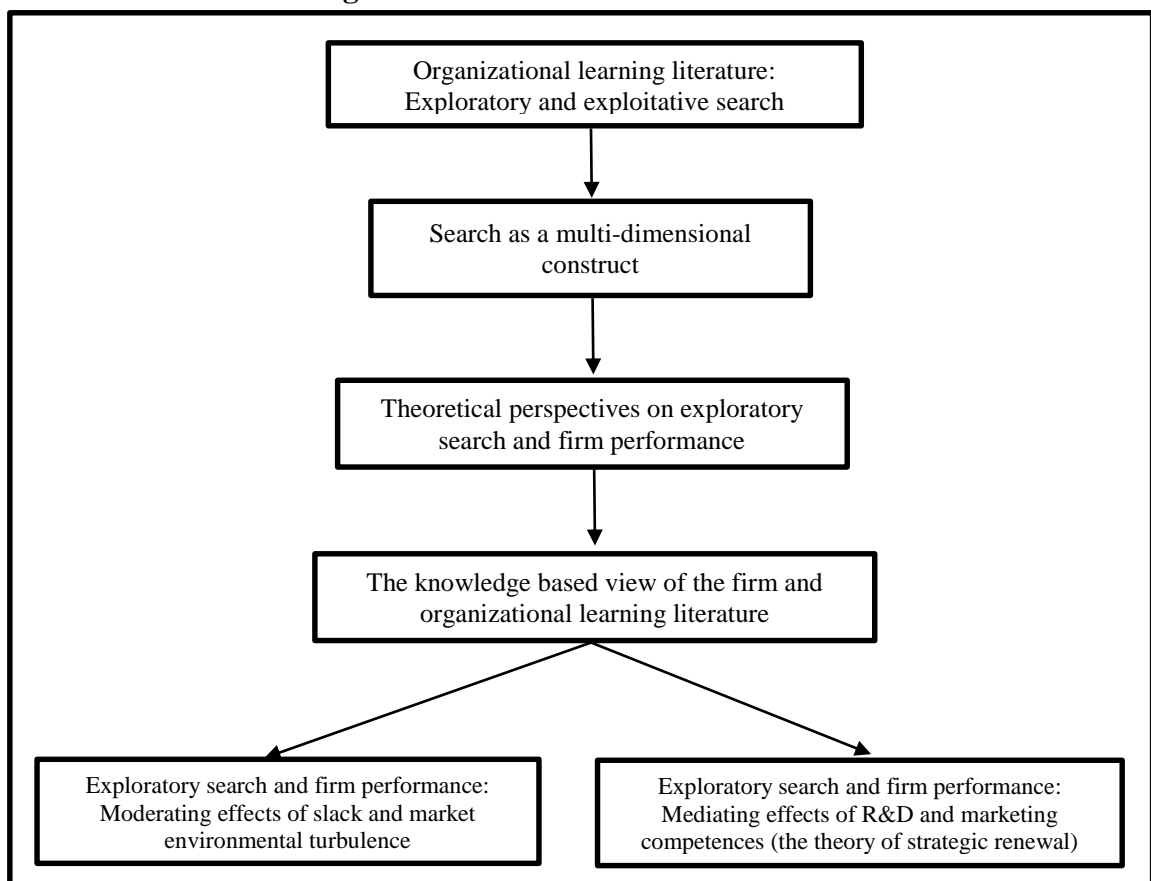 Organizational learning literature:
Exploratory and exploitative search
Search as a multi-dimensional
construct
Theoretical perspectives on exploratory
search and firm performance
The knowledge based view of the firm and
organizational learning literature
Exploratory search and firm performance:
Moderating effects of slack and market
environmental turbulence
Exploratory search and firm performance:
Mediating effects of R&D and marketing
competences (the theory of strategic renewal)